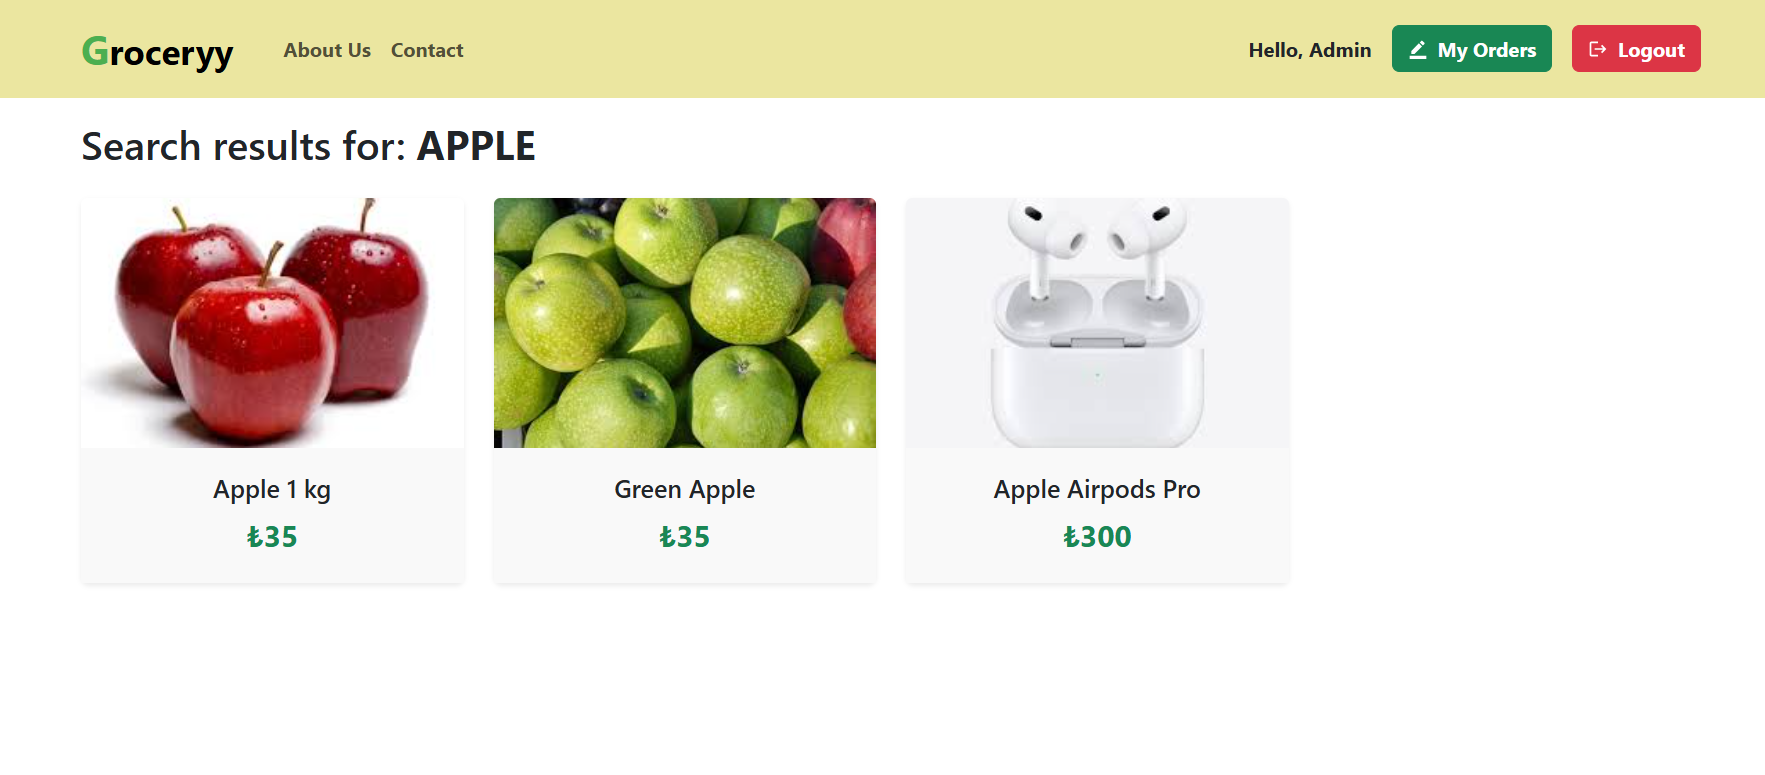 Groceryy About Us Contact Hello, Admin My Orders Logout
Search results for: APPLE
Apple 1 kg
₺35
Green Apple
₺35
Apple Airpods Pro
₺300